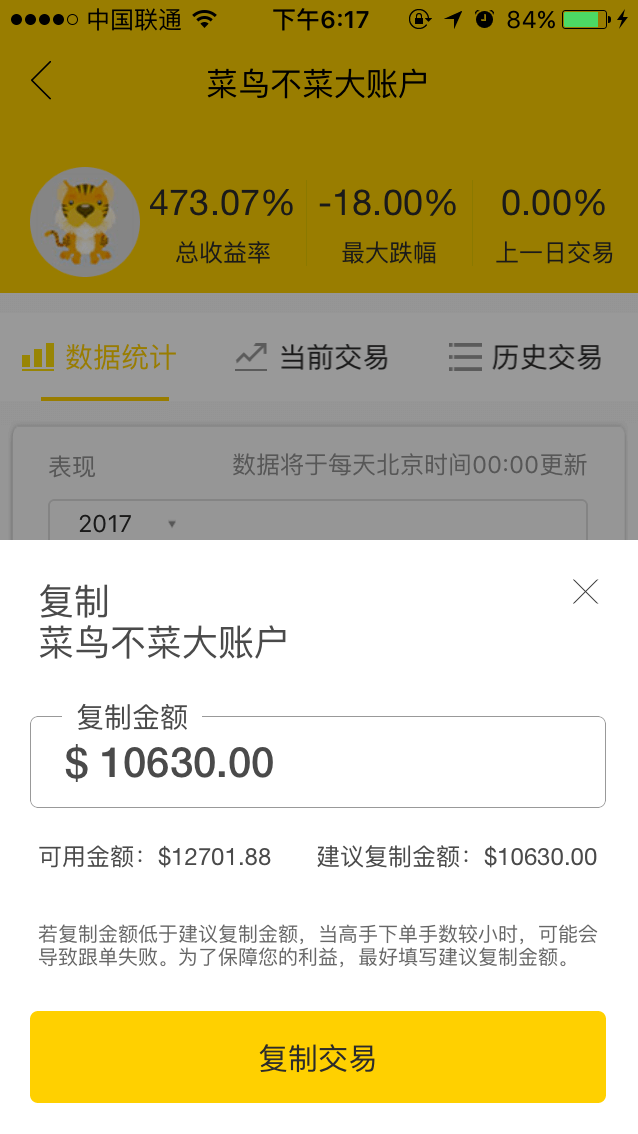 中国联通 下午6:17 84%
菜鸟不菜大账户
473.07% -18.00% 0.00%
总收益率 最大跌幅 上一日交易
数据统计 当前交易 历史交易
表现 数据将于每天北京时间00:00更新
2017
复制
菜鸟不菜大账户
复制金额
$ 10630.00
可用金额：$12701.88 建议复制金额：$10630.00
若复制金额低于建议复制金额，当高手下单手数较小时，可能会
导致跟单失败。为了保障您的利益，最好填写建议复制金额。
复制交易